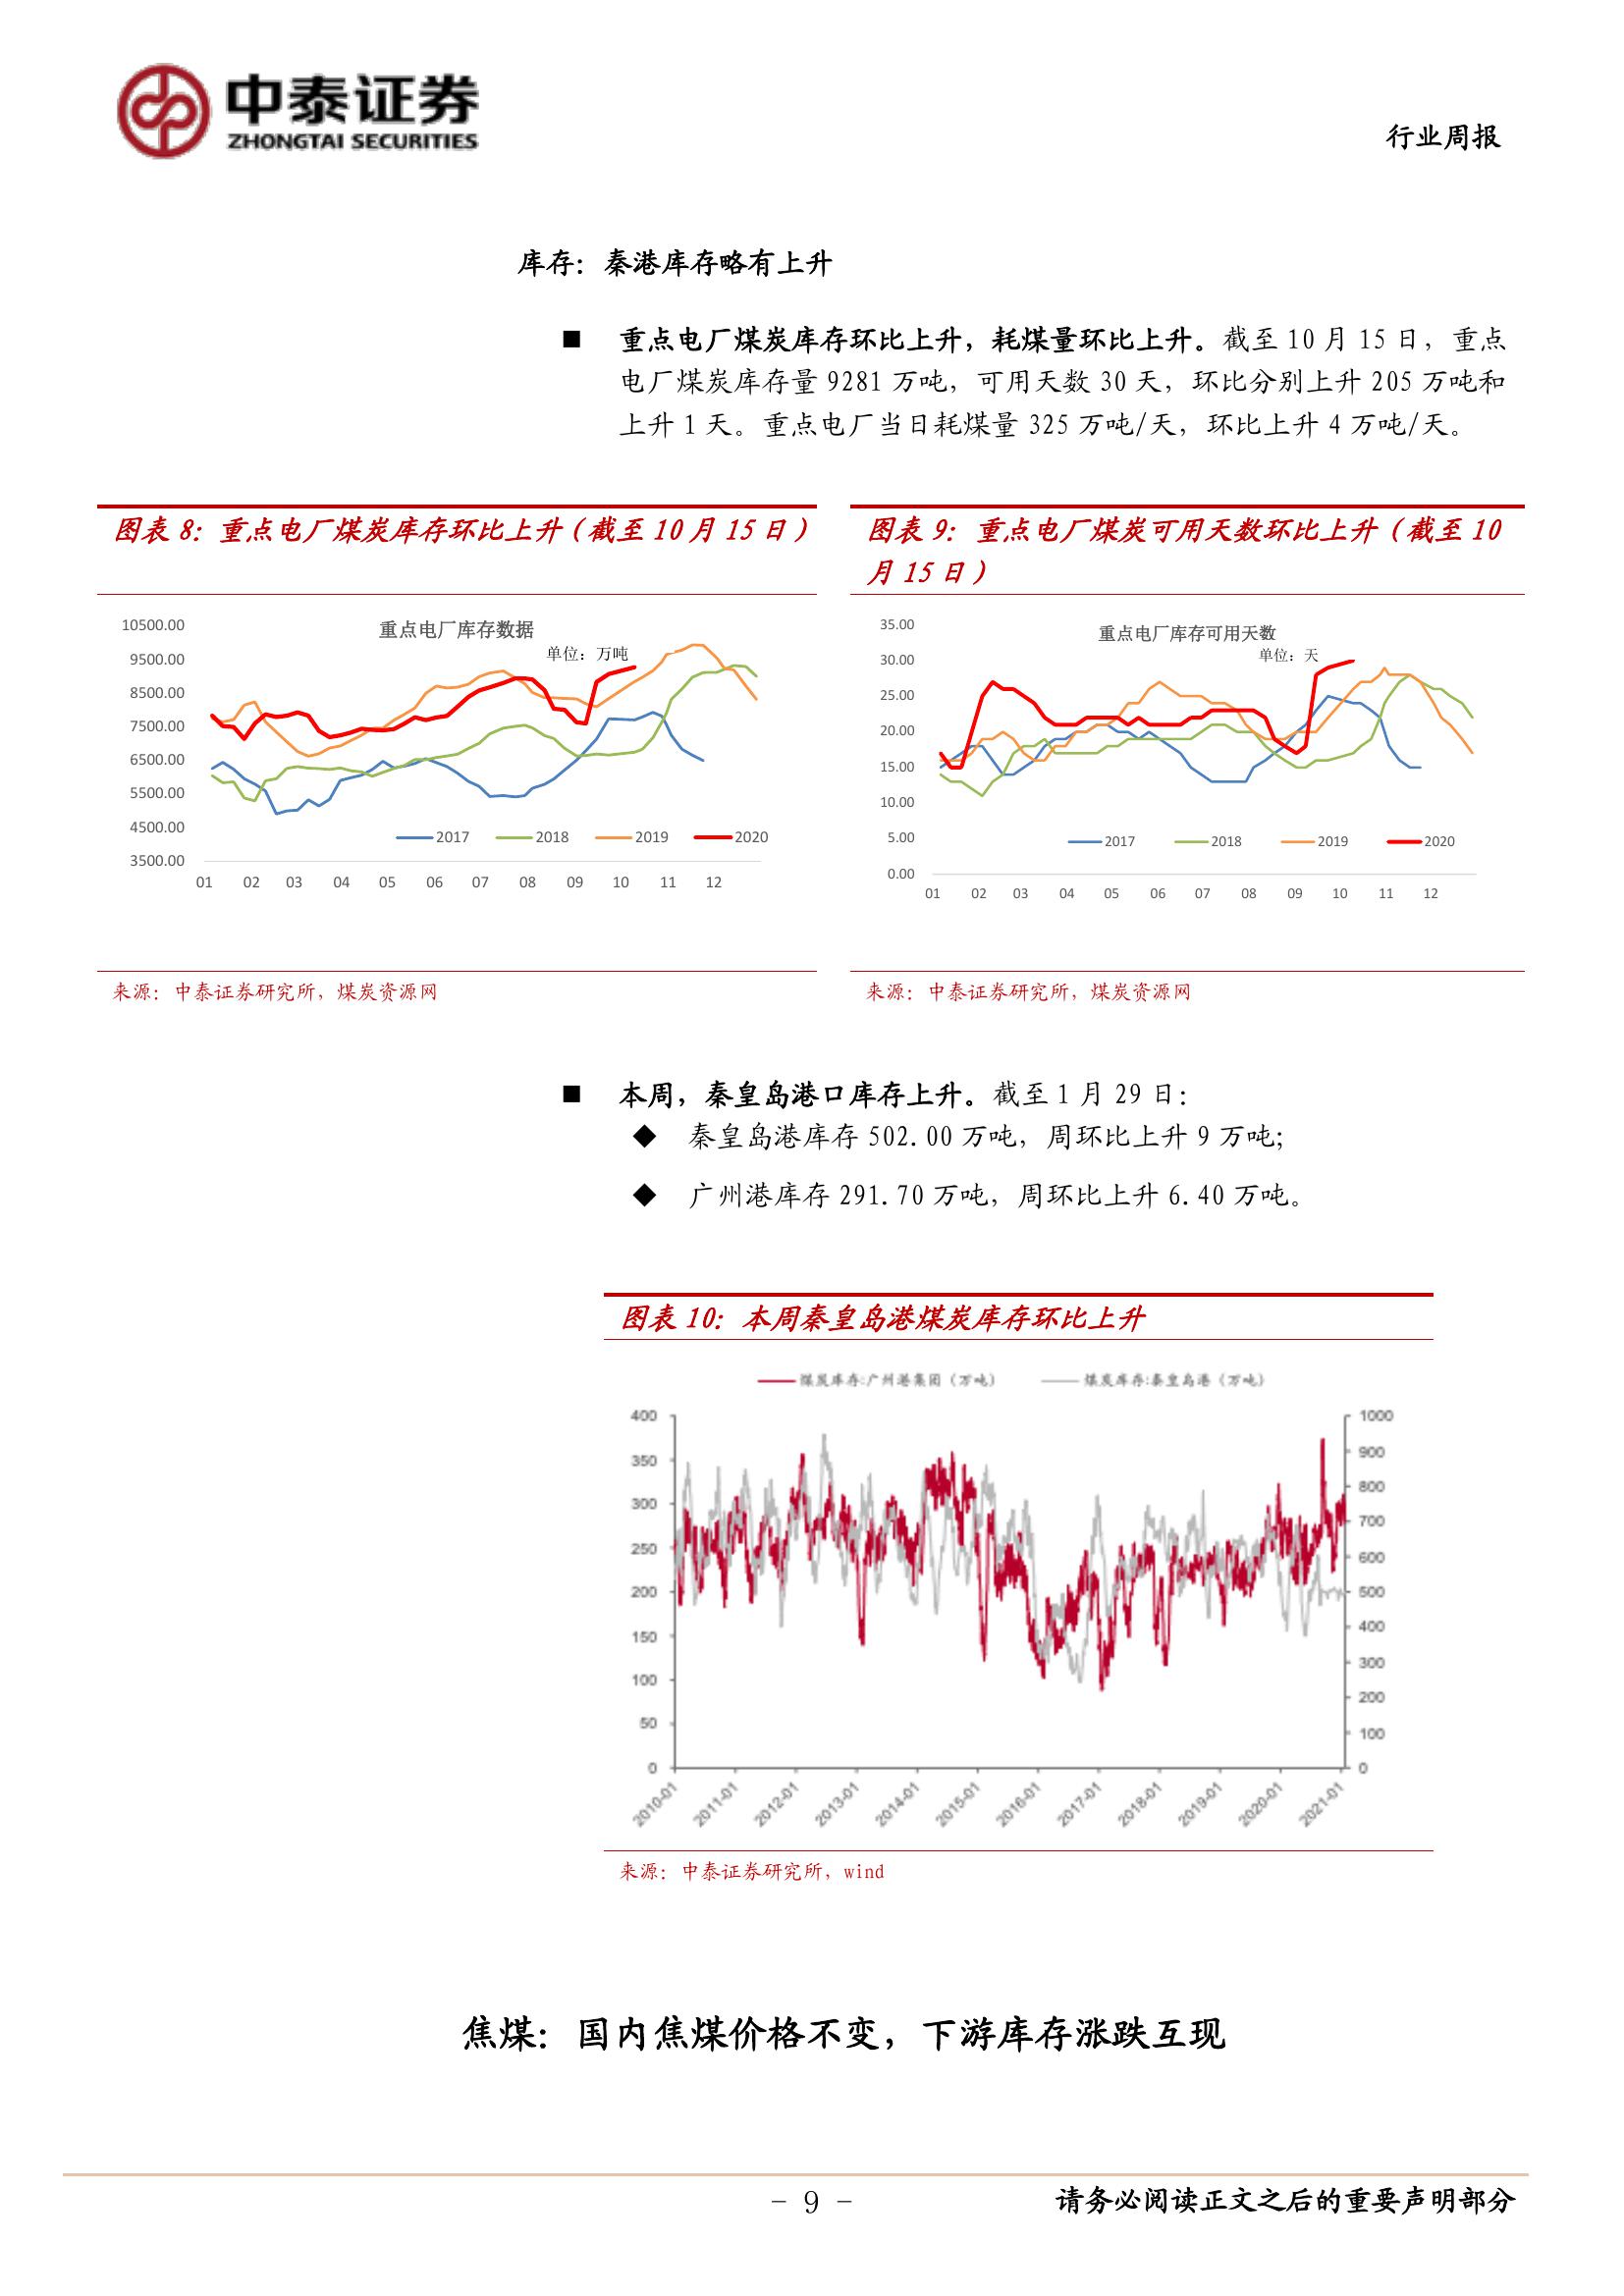 中泰证券
ZHONGTAI SECURITIES
行业周报
库存：秦港库存略有上升
■ 重点电厂煤炭库存环比上升，耗煤量环比上升。截至 10 月 15 日，重点
电厂煤炭库存量 9281 万吨，可用天数 30 天，环比分别上升 205 万吨和
上升 1 天。重点电厂当日耗煤量 325 万吨/天，环比上升 4 万吨/天。
图表 8：重点电厂煤炭库存环比上升（截至 10 月 15 日）
重点电厂库存数据
单位：万吨
10500.00
9500.00
8500.00
7500.00
6500.00
5500.00
4500.00
3500.00
2017 2018 2019 2020
01 02 03 04 05 06 07 08 09 10 11 12
来源：中泰证券研究所，煤炭资源网
图表 9：重点电厂煤炭可用天数环比上升（截至 10
月 15 日）
重点电厂库存可用天数
单位：天
35.00
30.00
25.00
20.00
15.00
10.00
5.00
0.00
2017 2018 2019 2020
01 02 03 04 05 06 07 08 09 10 11 12
来源：中泰证券研究所，煤炭资源网
■ 本周，秦皇岛港口库存上升。截至 1 月 29 日：
◆ 秦皇岛港库存 502.00 万吨，周环比上升 9 万吨；
◆ 广州港库存 291.70 万吨，周环比上升 6.40 万吨。
图表 10：本周秦皇岛港煤炭库存环比上升
煤炭库存:广州港集团（万吨） 煤炭库存:秦皇岛港（万吨）
400
350
300
250
200
150
100
50
0
1000
900
800
700
600
500
400
300
200
100
0
2010-01 2011-01 2012-01 2013-01 2014-01 2015-01 2016-01 2017-01 2018-01 2019-01 2020-01 2021-01
来源：中泰证券研究所，wind
焦煤：国内焦煤价格不变，下游库存涨跌互现
- 9 -
请务必阅读正文之后的重要声明部分